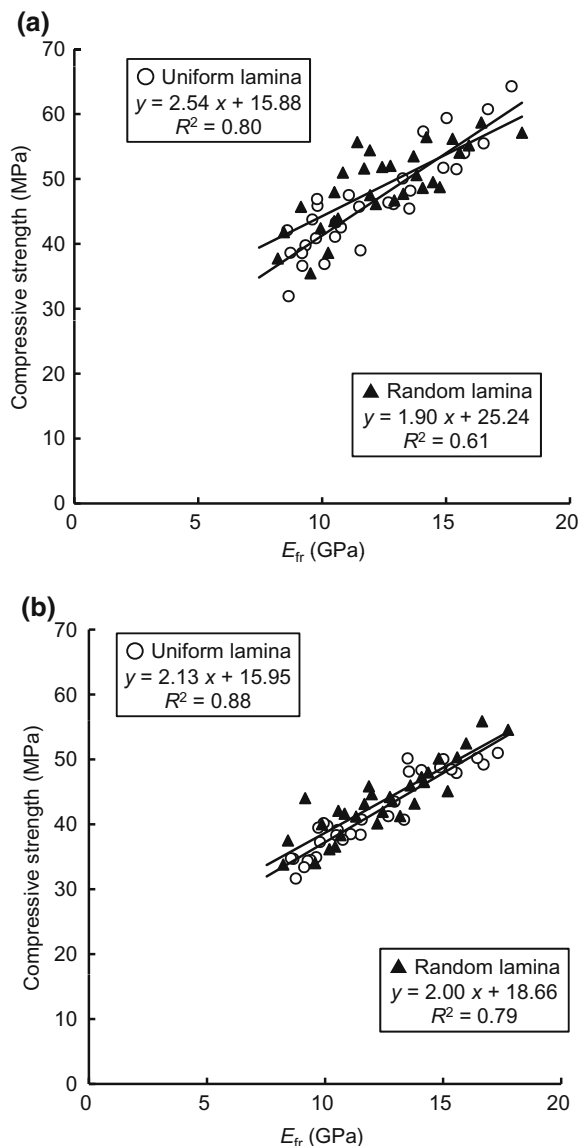 (a)
70
60
50
40
30
20
10
0
Compressive strength (MPa)
○ Uniform lamina
y = 2.54 x + 15.88
R² = 0.80
▲ Random lamina
y = 1.90 x + 25.24
R² = 0.61
0 5 10 15 20
Efr (GPa)
(b)
70
60
50
40
30
20
10
0
Compressive strength (MPa)
○ Uniform lamina
y = 2.13 x + 15.95
R² = 0.88
▲ Random lamina
y = 2.00 x + 18.66
R² = 0.79
0 5 10 15 20
Efr (GPa)